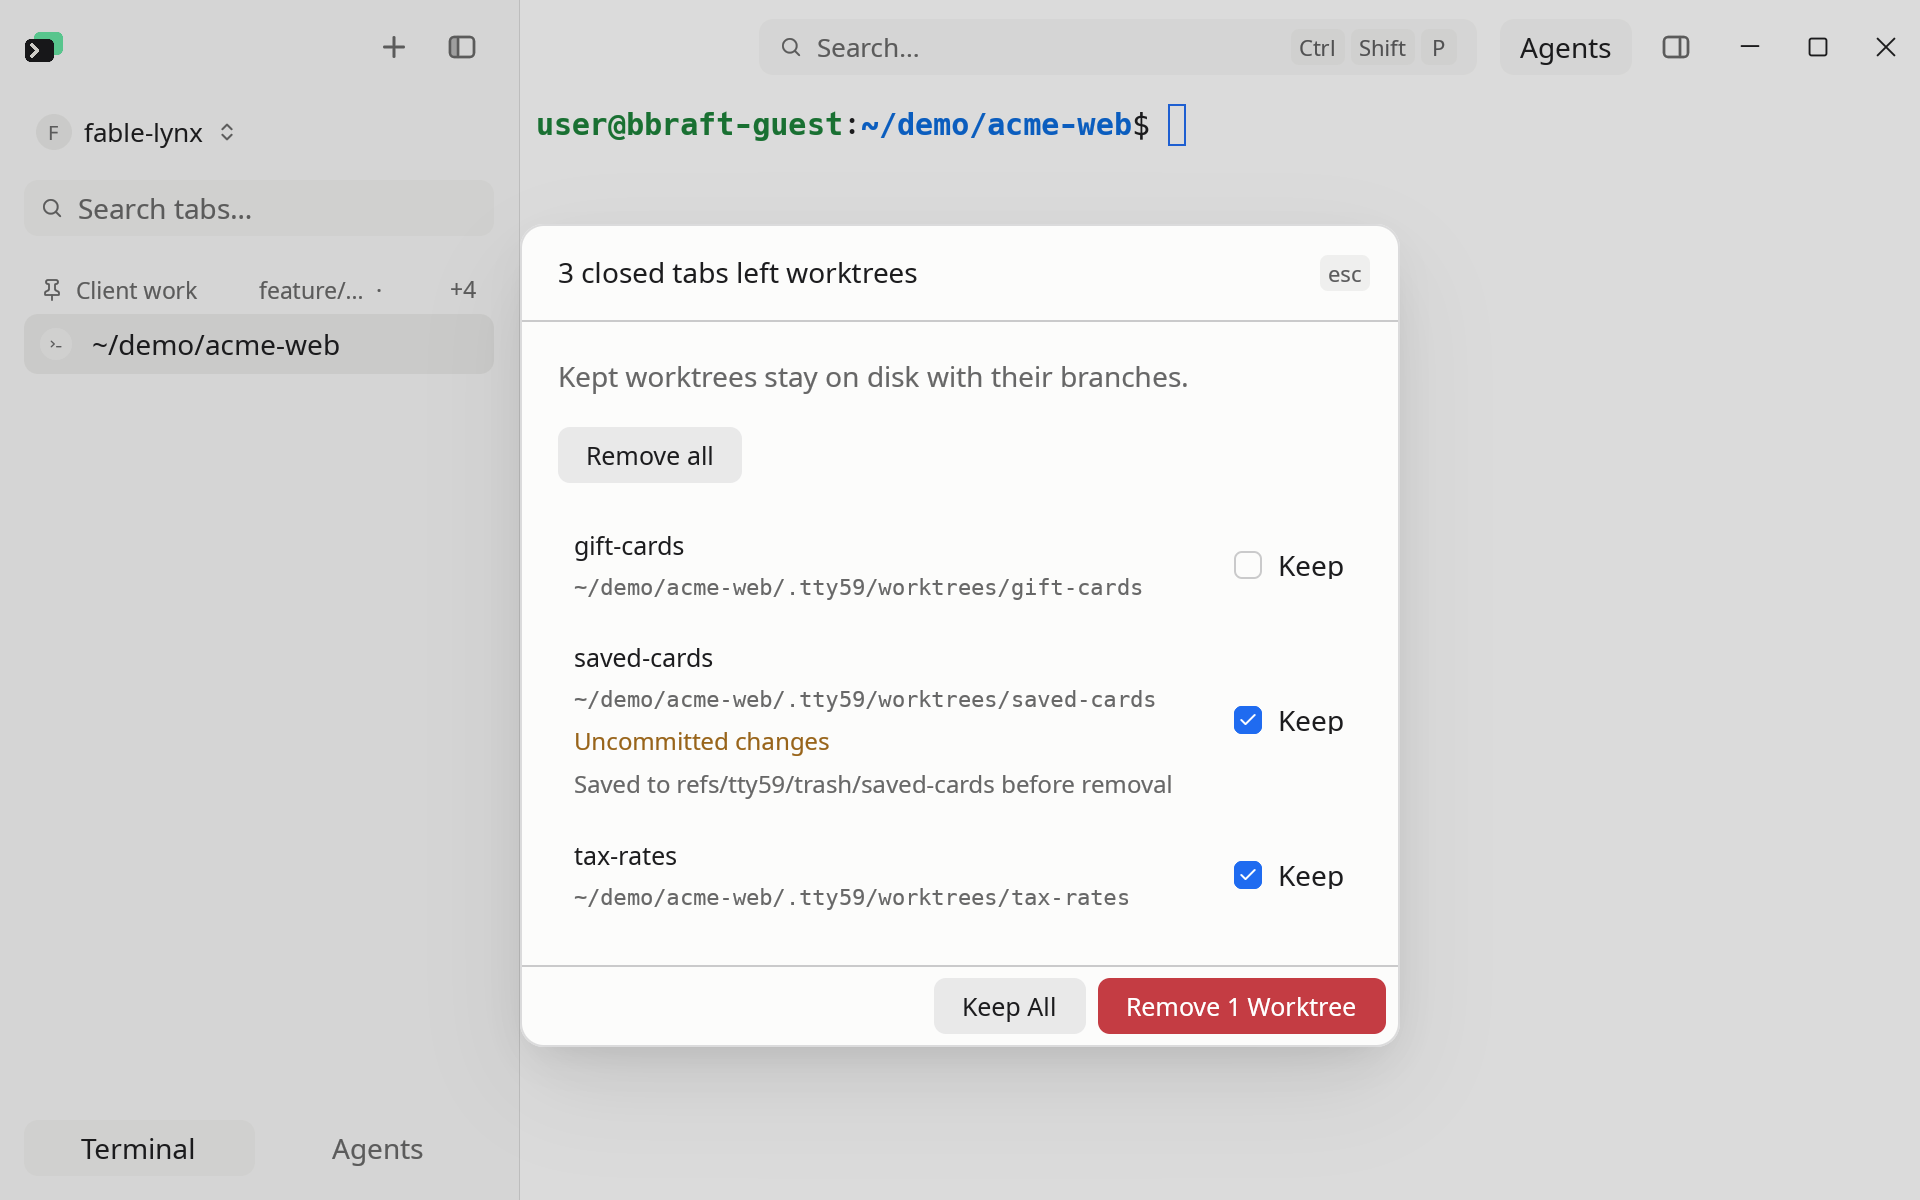 Search...
Ctrl Shift P
Agents
F fable-lynx
Search tabs...
Client work feature/... · +4
~/demo/acme-web
user@bbraft-guest:~/demo/acme-web$
3 closed tabs left worktrees
esc
Kept worktrees stay on disk with their branches.
Remove all
gift-cards
~/demo/acme-web/.tty59/worktrees/gift-cards
Keep
saved-cards
~/demo/acme-web/.tty59/worktrees/saved-cards
Uncommitted changes
Saved to refs/tty59/trash/saved-cards before removal
Keep
tax-rates
~/demo/acme-web/.tty59/worktrees/tax-rates
Keep
Keep All
Remove 1 Worktree
Terminal
Agents